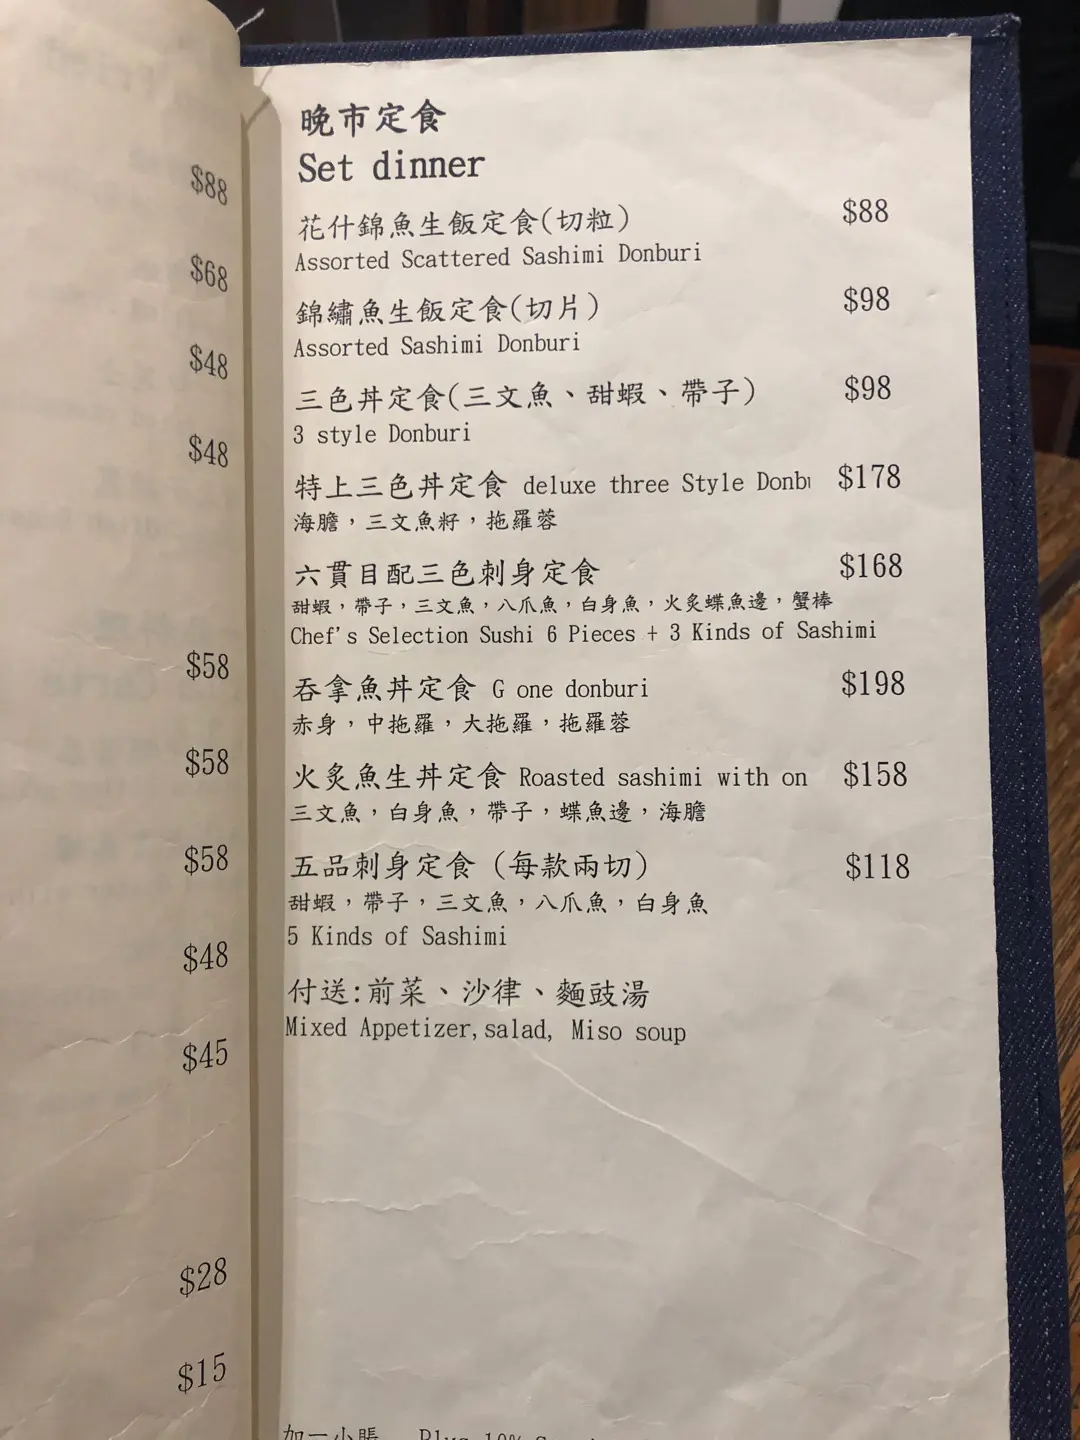 $88
$68
$48
$48
$58
$58
$58
$48
$45
$28
$15
晚市定食
Set dinner
花什錦魚生飯定食(切粒) $88
Assorted Scattered Sashimi Donburi
錦繡魚生飯定食(切片) $98
Assorted Sashimi Donburi
三色丼定食(三文魚、甜蝦、帶子) $98
3 style Donburi
特上三色丼定食 deluxe three Style Donb $178
海膽,三文魚籽,拖羅蓉
六貫目配三色刺身定食 $168
甜蝦,帶子,三文魚,八爪魚,白身魚,火炙蝶魚邊,蟹棒
Chef's Selection Sushi 6 Pieces + 3 Kinds of Sashimi
吞拿魚丼定食 G one donburi $198
赤身,中拖羅,大拖羅,拖羅蓉
火炙魚生丼定食 Roasted sashimi with on $158
三文魚,白身魚,帶子,蝶魚邊,海膽
五品刺身定食 (每款兩切) $118
甜蝦,帶子,三文魚,八爪魚,白身魚
5 Kinds of Sashimi
付送:前菜、沙律、麵豉湯
Mixed Appetizer,salad, Miso soup
加一小賬 Plus 10%